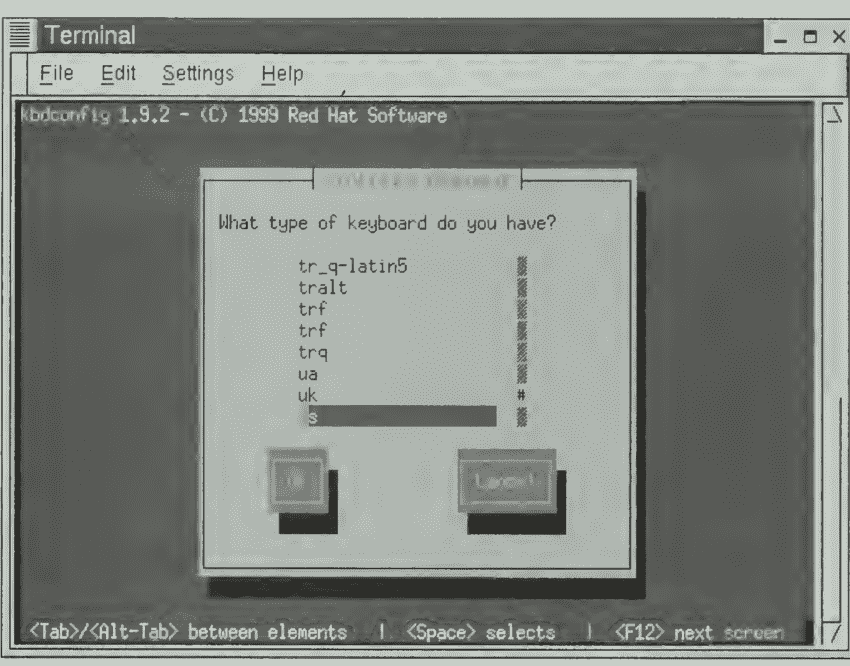 Terminal
File Edit Settings Help
kbdconfig 1.9.2 - (C) 1999 Red Hat Software
What type of keyboard do you have?
tr_q-latin5
tralt
trf
trf
trq
ua
uk
#
s
Cancel
<Tab>/<Alt-Tab> between elements | <Space> selects | <F12> next screen